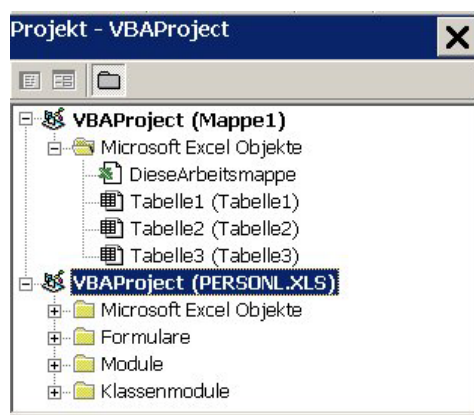 Projekt - VBAProject
VBAProject (Mappe1)
Microsoft Excel Objekte
DieseArbeitsmappe
Tabelle1 (Tabelle1)
Tabelle2 (Tabelle2)
Tabelle3 (Tabelle3)
VBAProject (PERSONL.XLS)
Microsoft Excel Objekte
Formulare
Module
Klassenmodule